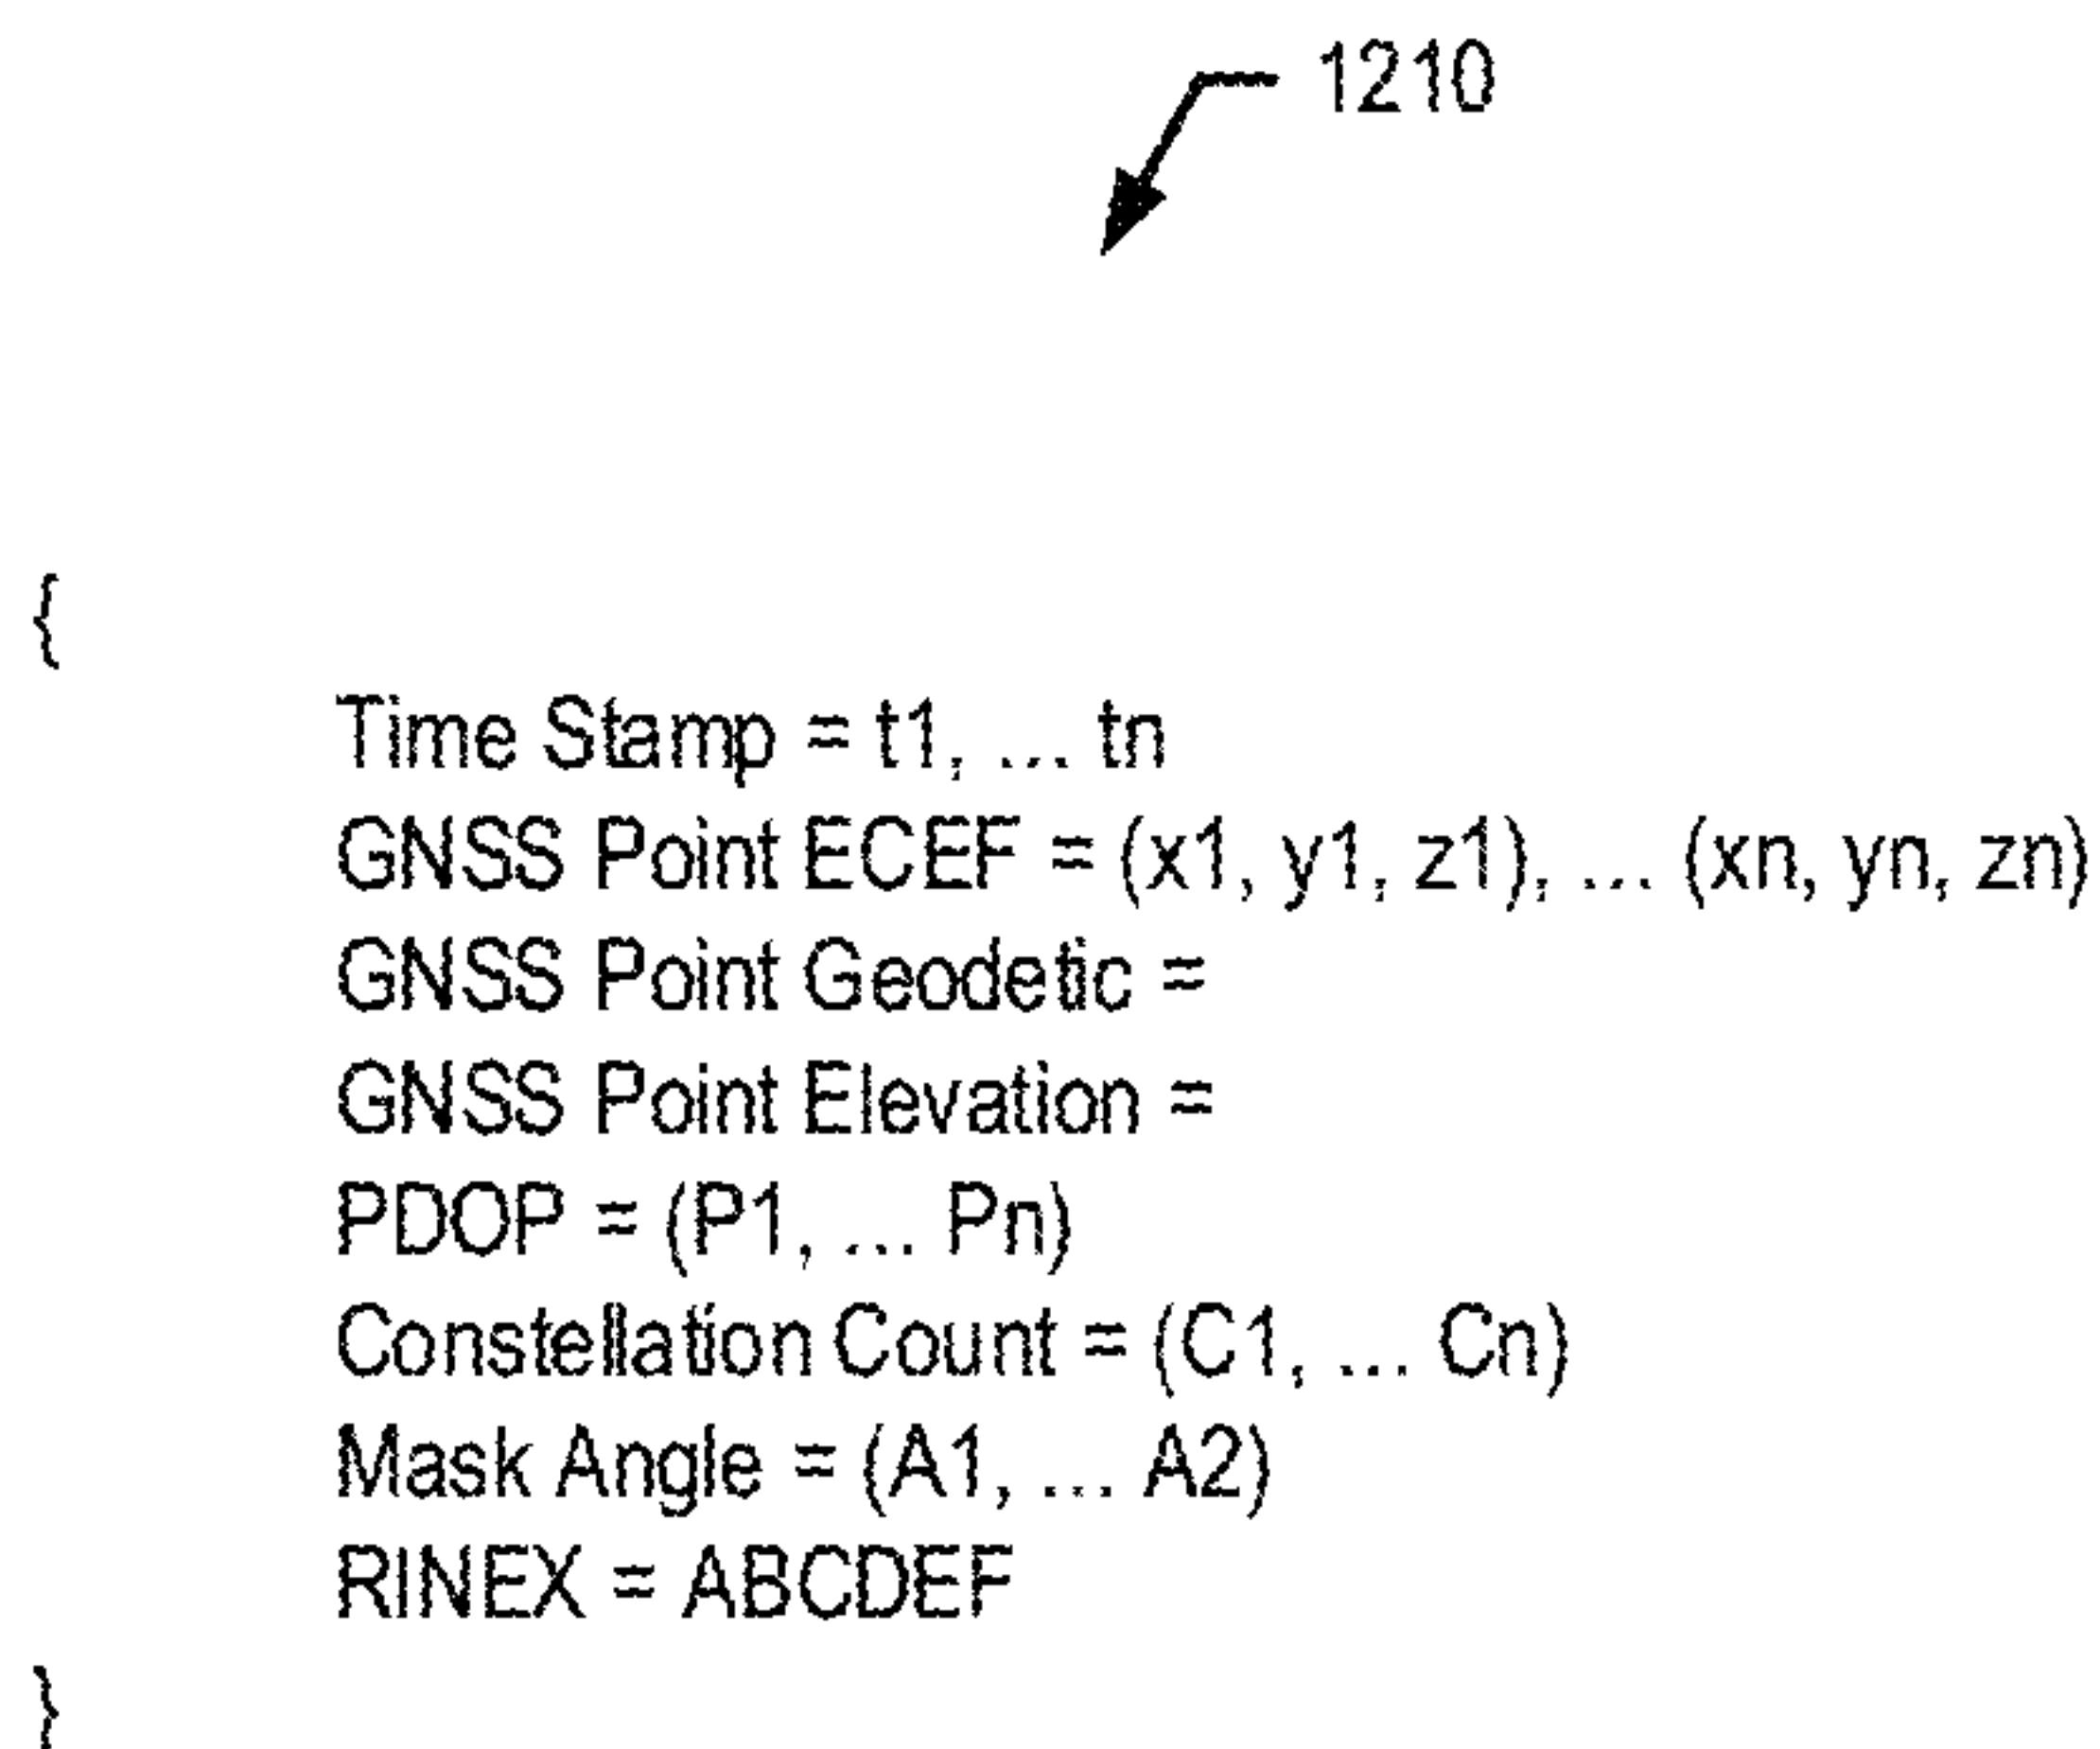 1210
{
Time Stamp = t1, ... tn
GNSS Point ECEF = (x1, y1, z1), ... (xn, yn, zn)
GNSS Point Geodetic =
GNSS Point Elevation =
PDOP = (P1, ... Pn)
Constellation Count = (C1, ... Cn)
Mask Angle = (A1, ... A2)
RINEX = ABCDEF
}